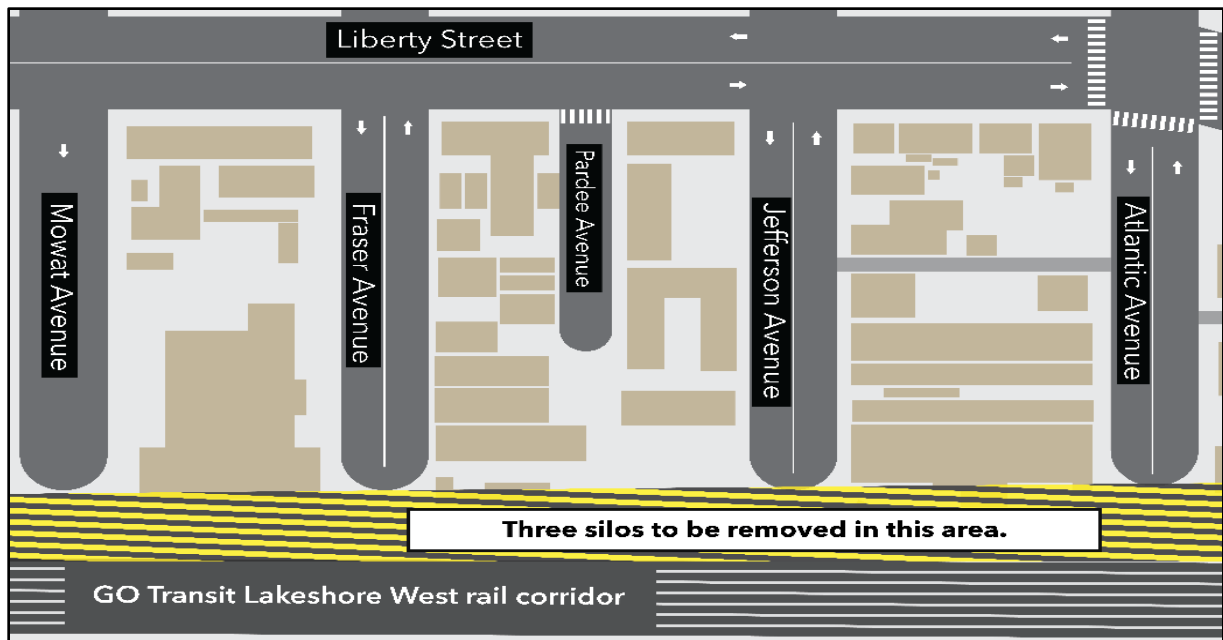 Liberty Street
Mowat Avenue
Fraser Avenue
Pardee Avenue
Jefferson Avenue
Atlantic Avenue
Three silos to be removed in this area.
GO Transit Lakeshore West rail corridor